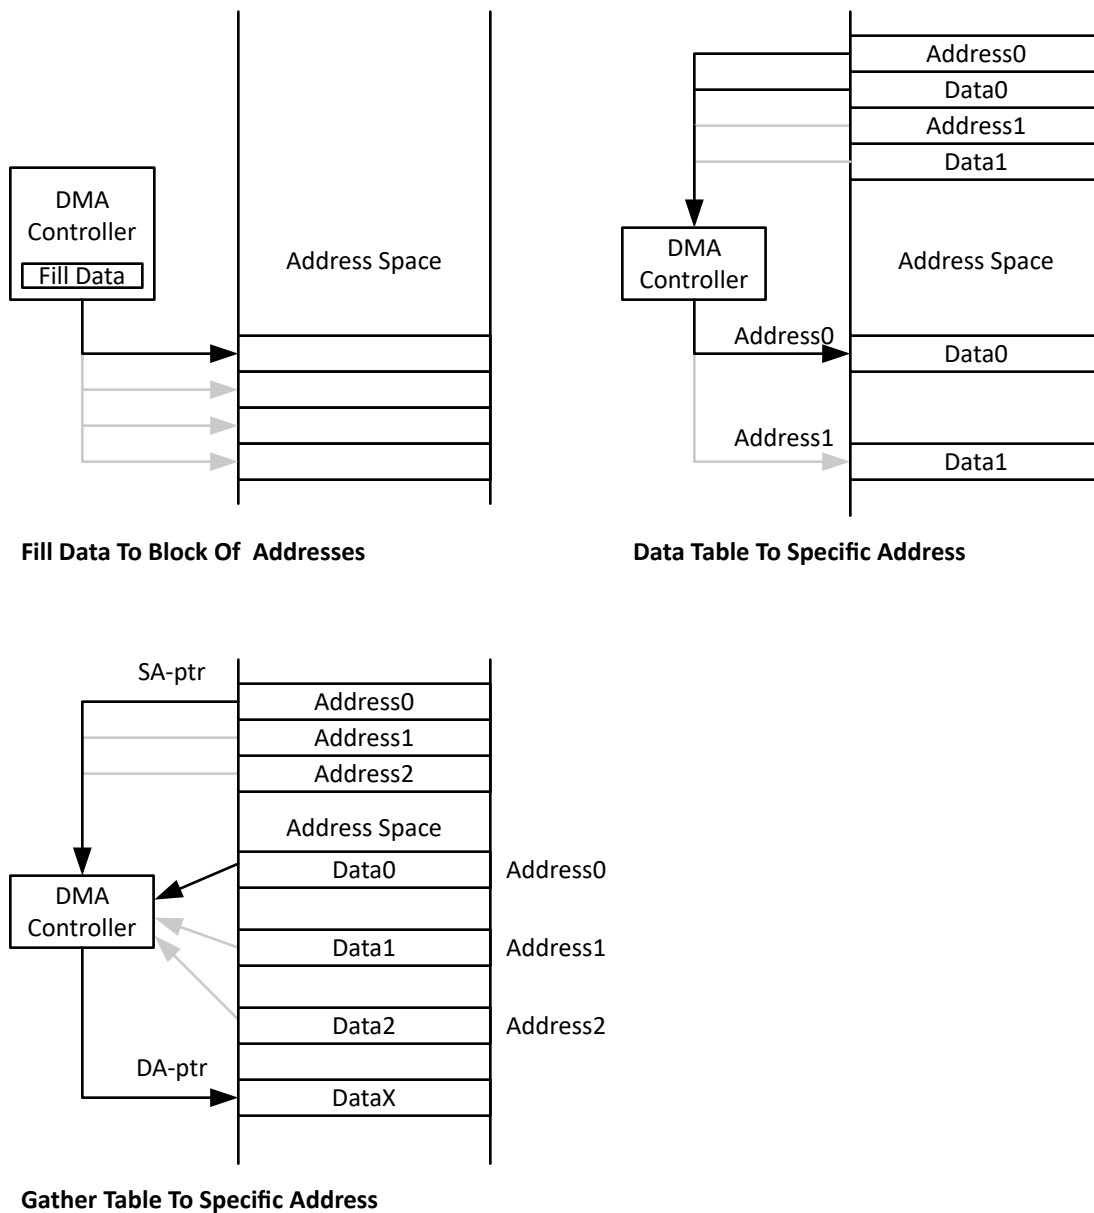 DMA
Controller
Fill Data
Address Space
Fill Data To Block Of Addresses
Address0
Data0
Address1
Data1
DMA
Controller
Address Space
Address0
Data0
Address1
Data1
Data Table To Specific Address
SA-ptr
Address0
Address1
Address2
Address Space
DMA
Controller
Data0
Address0
Data1
Address1
Data2
Address2
DA-ptr
DataX
Gather Table To Specific Address